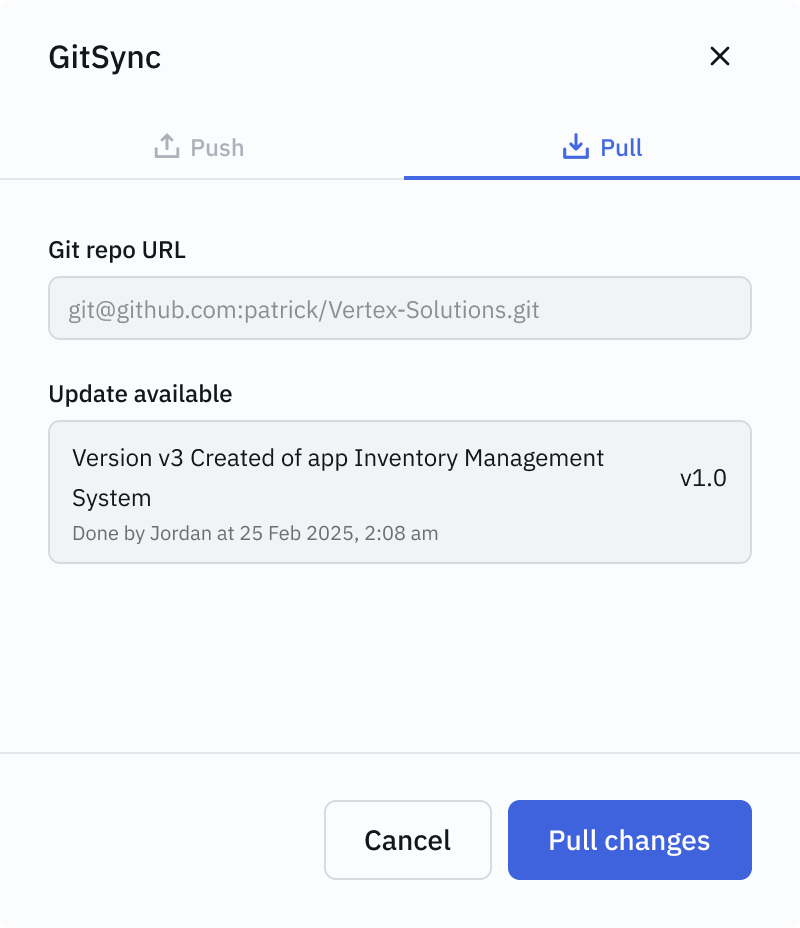 GitSync
Push
Pull
Git repo URL
git@github.com:patrick/Vertex-Solutions.git
Update available
Version v3 Created of app Inventory Management
System
v1.0
Done by Jordan at 25 Feb 2025, 2:08 am
Cancel
Pull changes